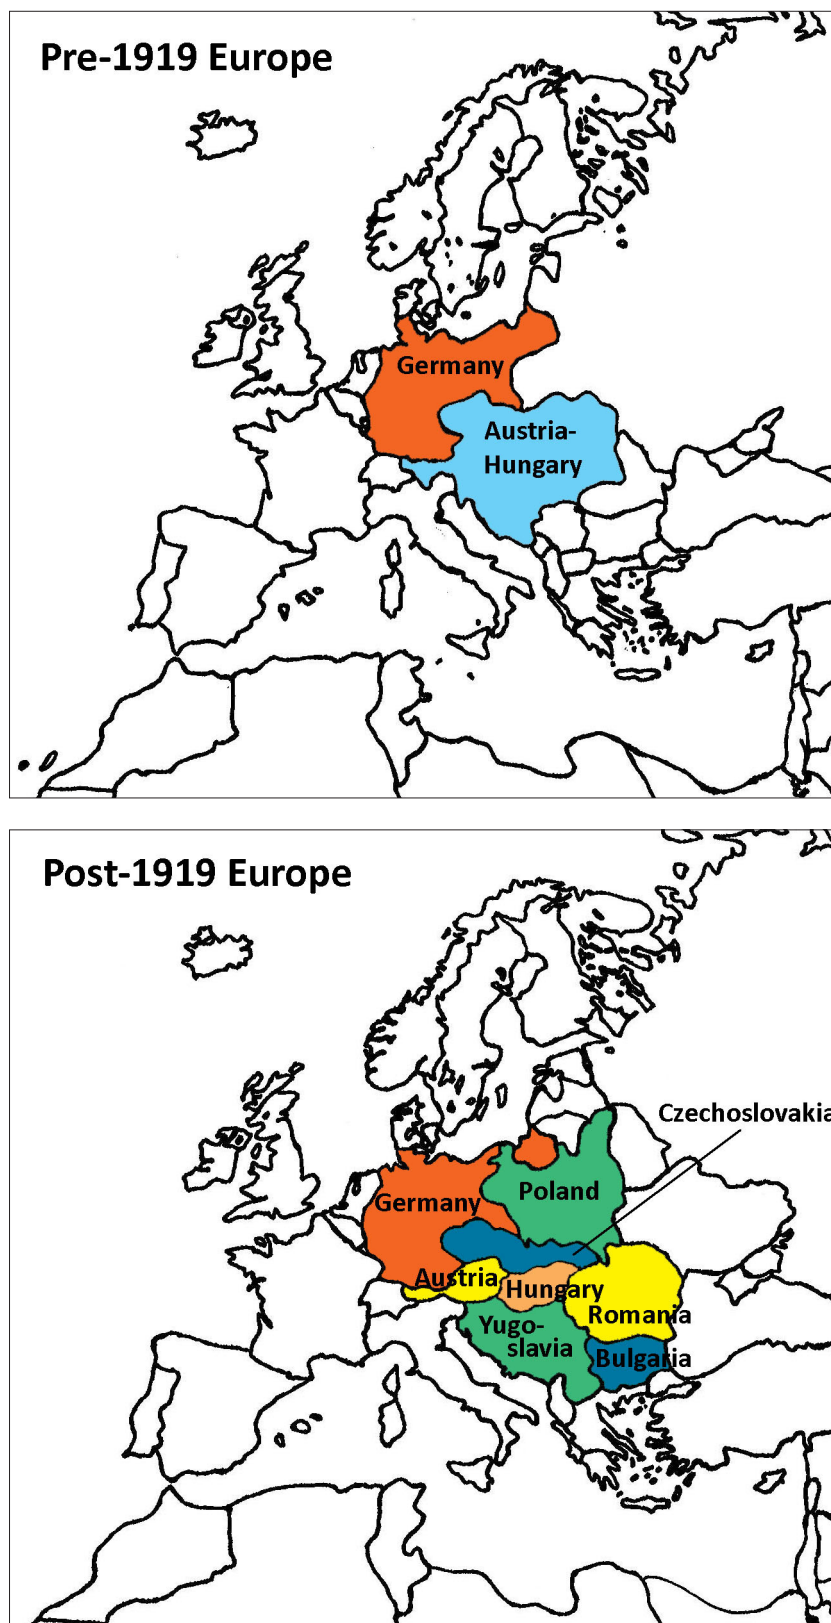 Pre-1919 Europe
Germany
Austria-
Hungary
Post-1919 Europe
Czechoslovakia
Poland
Germany
Austria
Hungary
Romania
Yugo-
slavia
Bulgaria